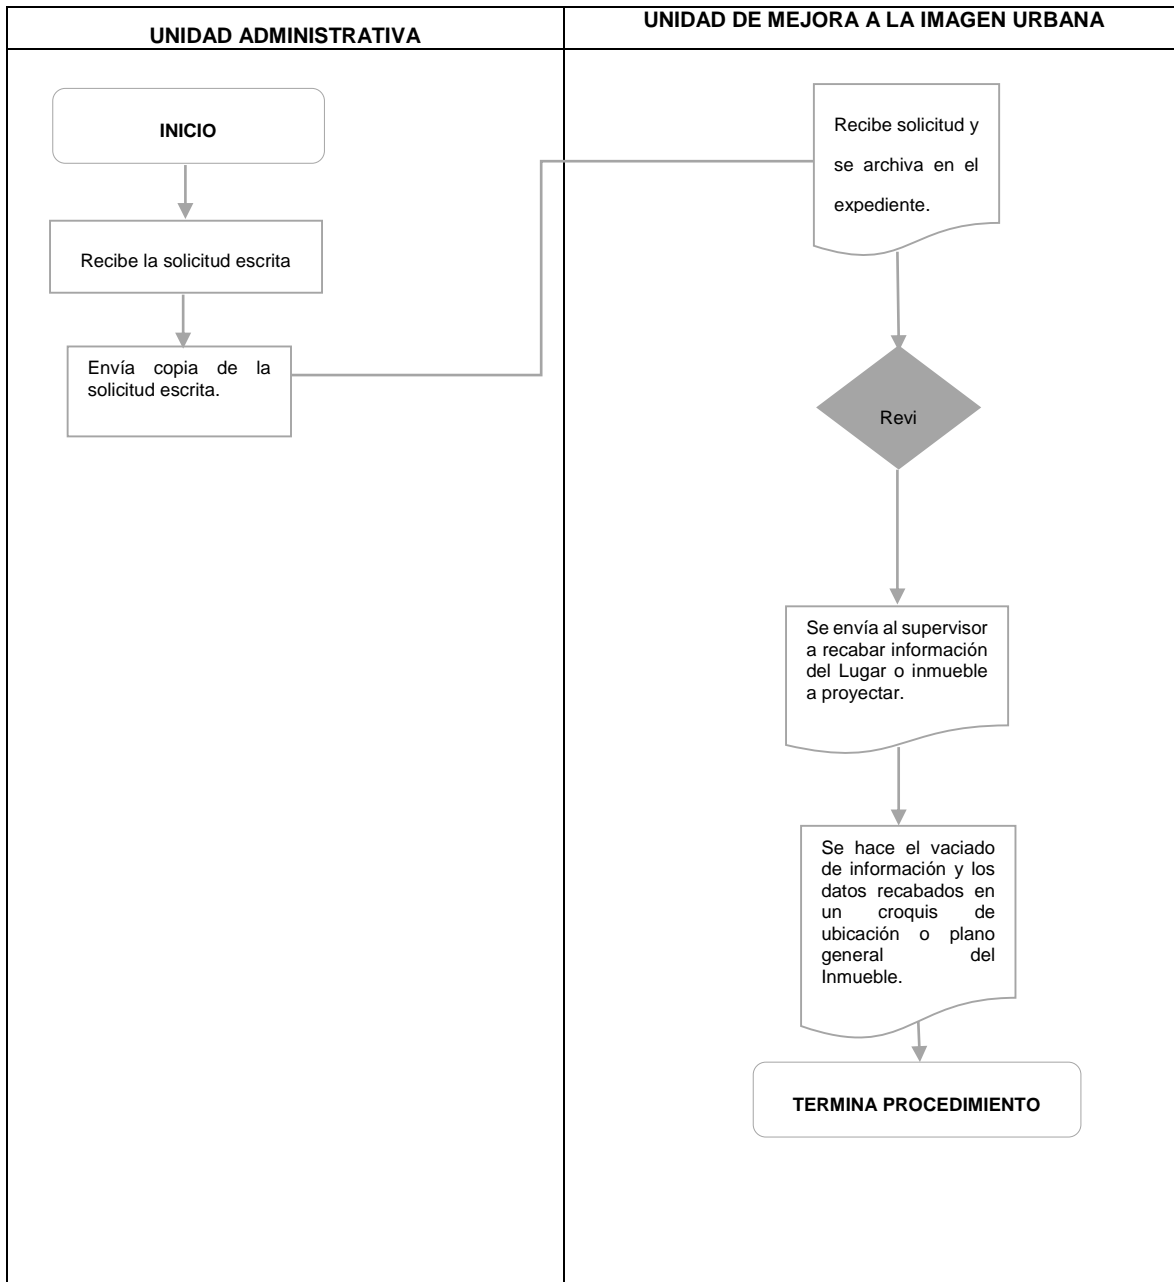 UNIDAD ADMINISTRATIVA
UNIDAD DE MEJORA A LA IMAGEN URBANA
INICIO
Recibe la solicitud escrita
Envía copia de la
solicitud escrita.
Recibe solicitud y
se archiva en el
expediente.
Revi
Se envía al supervisor
a recabar información
del Lugar o inmueble
a proyectar.
Se hace el vaciado
de información y los
datos recabados en
un croquis de
ubicación o plano
general del
Inmueble.
TERMINA PROCEDIMIENTO